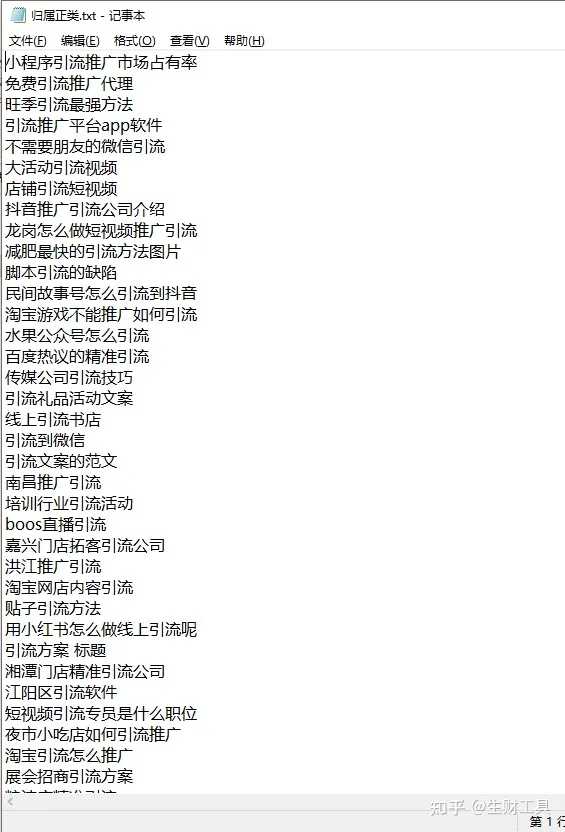 归属正类.txt - 记事本
文件(F) 编辑(E) 格式(O) 查看(V) 帮助(H)
小程序引流推广市场占有率
免费引流推广代理
旺季引流最强方法
引流推广平台app软件
不需要朋友的微信引流
大活动引流视频
店铺引流短视频
抖音推广引流公司介绍
龙岗怎么做短视频推广引流
减肥最快的引流方法图片
脚本引流的缺陷
民间故事号怎么引流到抖音
淘宝游戏不能推广如何引流
水果公众号怎么引流
百度热议的精准引流
传媒公司引流技巧
引流礼品活动文案
线上引流书店
引流到微信
引流文案的范文
南昌推广引流
培训行业引流活动
boos直播引流
嘉兴门店拓客引流公司
洪江推广引流
淘宝网店内容引流
贴子引流方法
用小红书怎么做线上引流呢
引流方案 标题
湘潭门店精准引流公司
江阳区引流软件
短视频引流专员是什么职位
夜市小吃店如何引流推广
淘宝引流怎么推广
展会招商引流方案
知乎 @生财工具
第 1 行